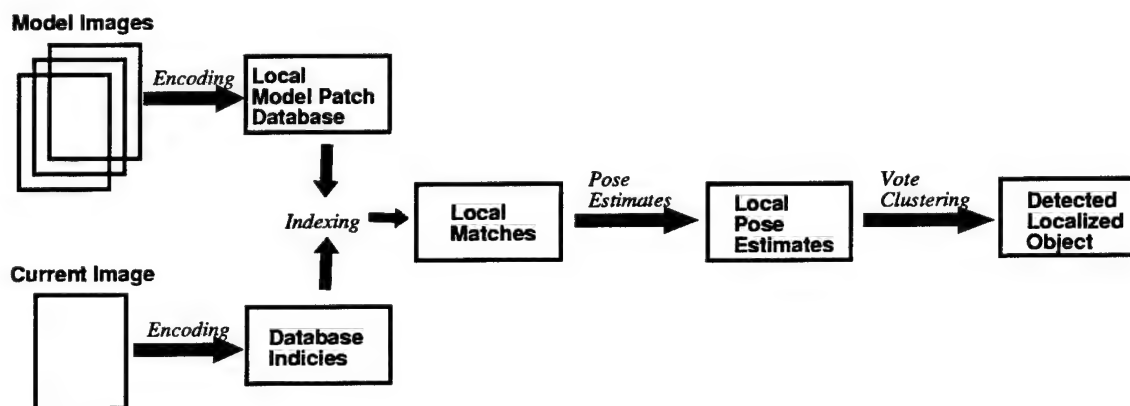 Model Images
Encoding
Local
Model Patch
Database
Indexing
Current Image
Encoding
Database
Indicies
Local
Matches
Pose
Estimates
Local
Pose
Estimates
Vote
Clustering
Detected
Localized
Object